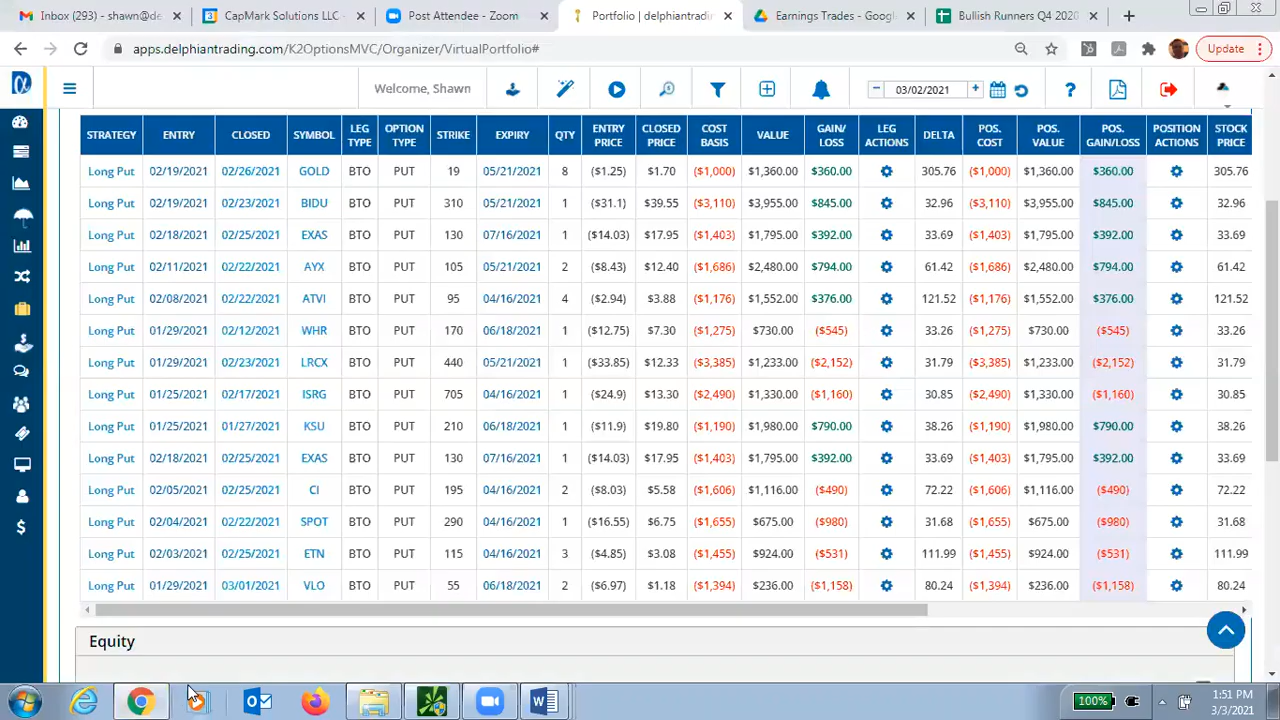 Inbox (33) - shawn@de
CapMark Solutions LLC -
Post Attendee - Zoom
Portfolio | delphiantradin
Earnings Trades - Googl
Bullish Runners Q4 2020
apps.delphiantrading.com/K2OptionsMVC/Organizer/VirtualPortfolio#
Update
Welcome, Shawn
03/02/2021
STRATEGY ENTRY CLOSED SYMBOL LEG TYPE OPTION TYPE STRIKE EXPIRY QTY ENTRY PRICE CLOSED PRICE COST BASIS VALUE GAIN/ LOSS LEG ACTIONS DELTA POS. COST POS. VALUE POS. GAIN/LOSS POSITION ACTIONS STOCK PRICE
Long Put 02/19/2021 02/26/2021 GOLD BTO PUT 19 05/21/2021 8 ($1.25) $1.70 ($1,000) $1,360.00 $360.00 305.76 ($1,000) $1,360.00 $360.00 305.76
Long Put 02/19/2021 02/23/2021 BIDU BTO PUT 310 05/21/2021 1 ($31.1) $39.55 ($3,110) $3,955.00 $845.00 32.96 ($3,110) $3,955.00 $845.00 32.96
Long Put 02/18/2021 02/25/2021 EXAS BTO PUT 130 07/16/2021 1 ($14.03) $17.95 ($1,403) $1,795.00 $392.00 33.69 ($1,403) $1,795.00 $392.00 33.69
Long Put 02/11/2021 02/22/2021 AYX BTO PUT 105 05/21/2021 2 ($8.43) $12.40 ($1,686) $2,480.00 $794.00 61.42 ($1,686) $2,480.00 $794.00 61.42
Long Put 02/08/2021 02/22/2021 ATVI BTO PUT 95 04/16/2021 4 ($2.94) $3.88 ($1,176) $1,552.00 $376.00 121.52 ($1,176) $1,552.00 $376.00 121.52
Long Put 01/29/2021 02/12/2021 WHR BTO PUT 170 06/18/2021 1 ($12.75) $7.30 ($1,275) $730.00 ($545) 33.26 ($1,275) $730.00 ($545) 33.26
Long Put 01/29/2021 02/23/2021 LRCX BTO PUT 440 05/21/2021 1 ($33.85) $12.33 ($3,385) $1,233.00 ($2,152) 31.79 ($3,385) $1,233.00 ($2,152) 31.79
Long Put 01/25/2021 02/17/2021 ISRG BTO PUT 705 04/16/2021 1 ($24.9) $13.30 ($2,490) $1,330.00 ($1,160) 30.85 ($2,490) $1,330.00 ($1,160) 30.85
Long Put 01/25/2021 01/27/2021 KSU BTO PUT 210 06/18/2021 1 ($11.9) $19.80 ($1,190) $1,980.00 $790.00 38.26 ($1,190) $1,980.00 $790.00 38.26
Long Put 02/18/2021 02/25/2021 EXAS BTO PUT 130 07/16/2021 1 ($14.03) $17.95 ($1,403) $1,795.00 $392.00 33.69 ($1,403) $1,795.00 $392.00 33.69
Long Put 02/05/2021 02/25/2021 CI BTO PUT 195 04/16/2021 2 ($8.03) $5.58 ($1,606) $1,116.00 ($490) 72.22 ($1,606) $1,116.00 ($490) 72.22
Long Put 02/04/2021 02/22/2021 SPOT BTO PUT 290 04/16/2021 1 ($16.55) $6.75 ($1,655) $675.00 ($980) 31.68 ($1,655) $675.00 ($980) 31.68
Long Put 02/03/2021 02/25/2021 ETN BTO PUT 115 04/16/2021 3 ($4.85) $3.08 ($1,455) $924.00 ($531) 111.99 ($1,455) $924.00 ($531) 111.99
Long Put 01/29/2021 03/01/2021 VLO BTO PUT 55 06/18/2021 2 ($6.97) $1.18 ($1,394) $236.00 ($1,158) 80.24 ($1,394) $236.00 ($1,158) 80.24
Equity
100%
1:51 PM
3/3/2021